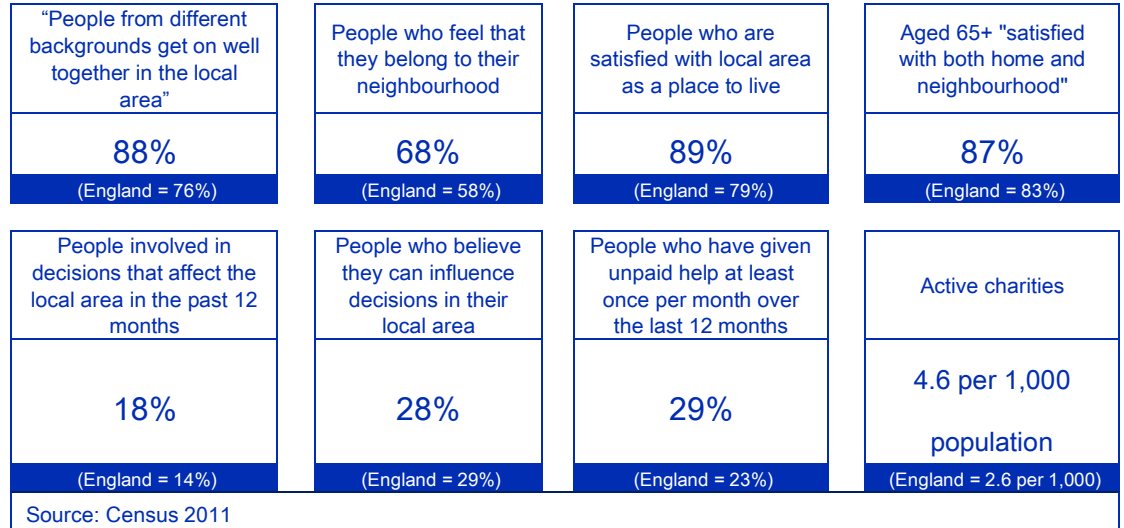 “People from different
backgrounds get on well
together in the local
area”
88%
(England = 76%)
People who feel that
they belong to their
neighbourhood
68%
(England = 58%)
People who are
satisfied with local area
as a place to live
89%
(England = 79%)
Aged 65+ "satisfied
with both home and
neighbourhood"
87%
(England = 83%)
People involved in
decisions that affect the
local area in the past 12
months
18%
(England = 14%)
People who believe
they can influence
decisions in their
local area
28%
(England = 29%)
People who have given
unpaid help at least
once per month over
the last 12 months
29%
(England = 23%)
Active charities
4.6 per 1,000
population
(England = 2.6 per 1,000)
Source: Census 2011